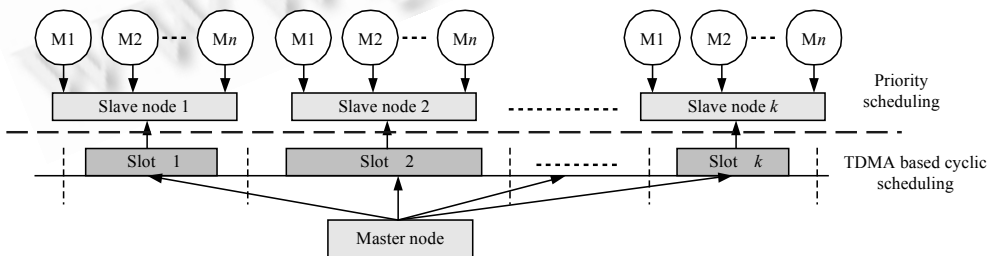 M1 M2 Mn M1 M2 Mn M1 M2 Mn
Slave node 1 Slave node 2 Slave node k
Priority
scheduling
Slot 1 Slot 2 Slot k
TDMA based cyclic
scheduling
Master node